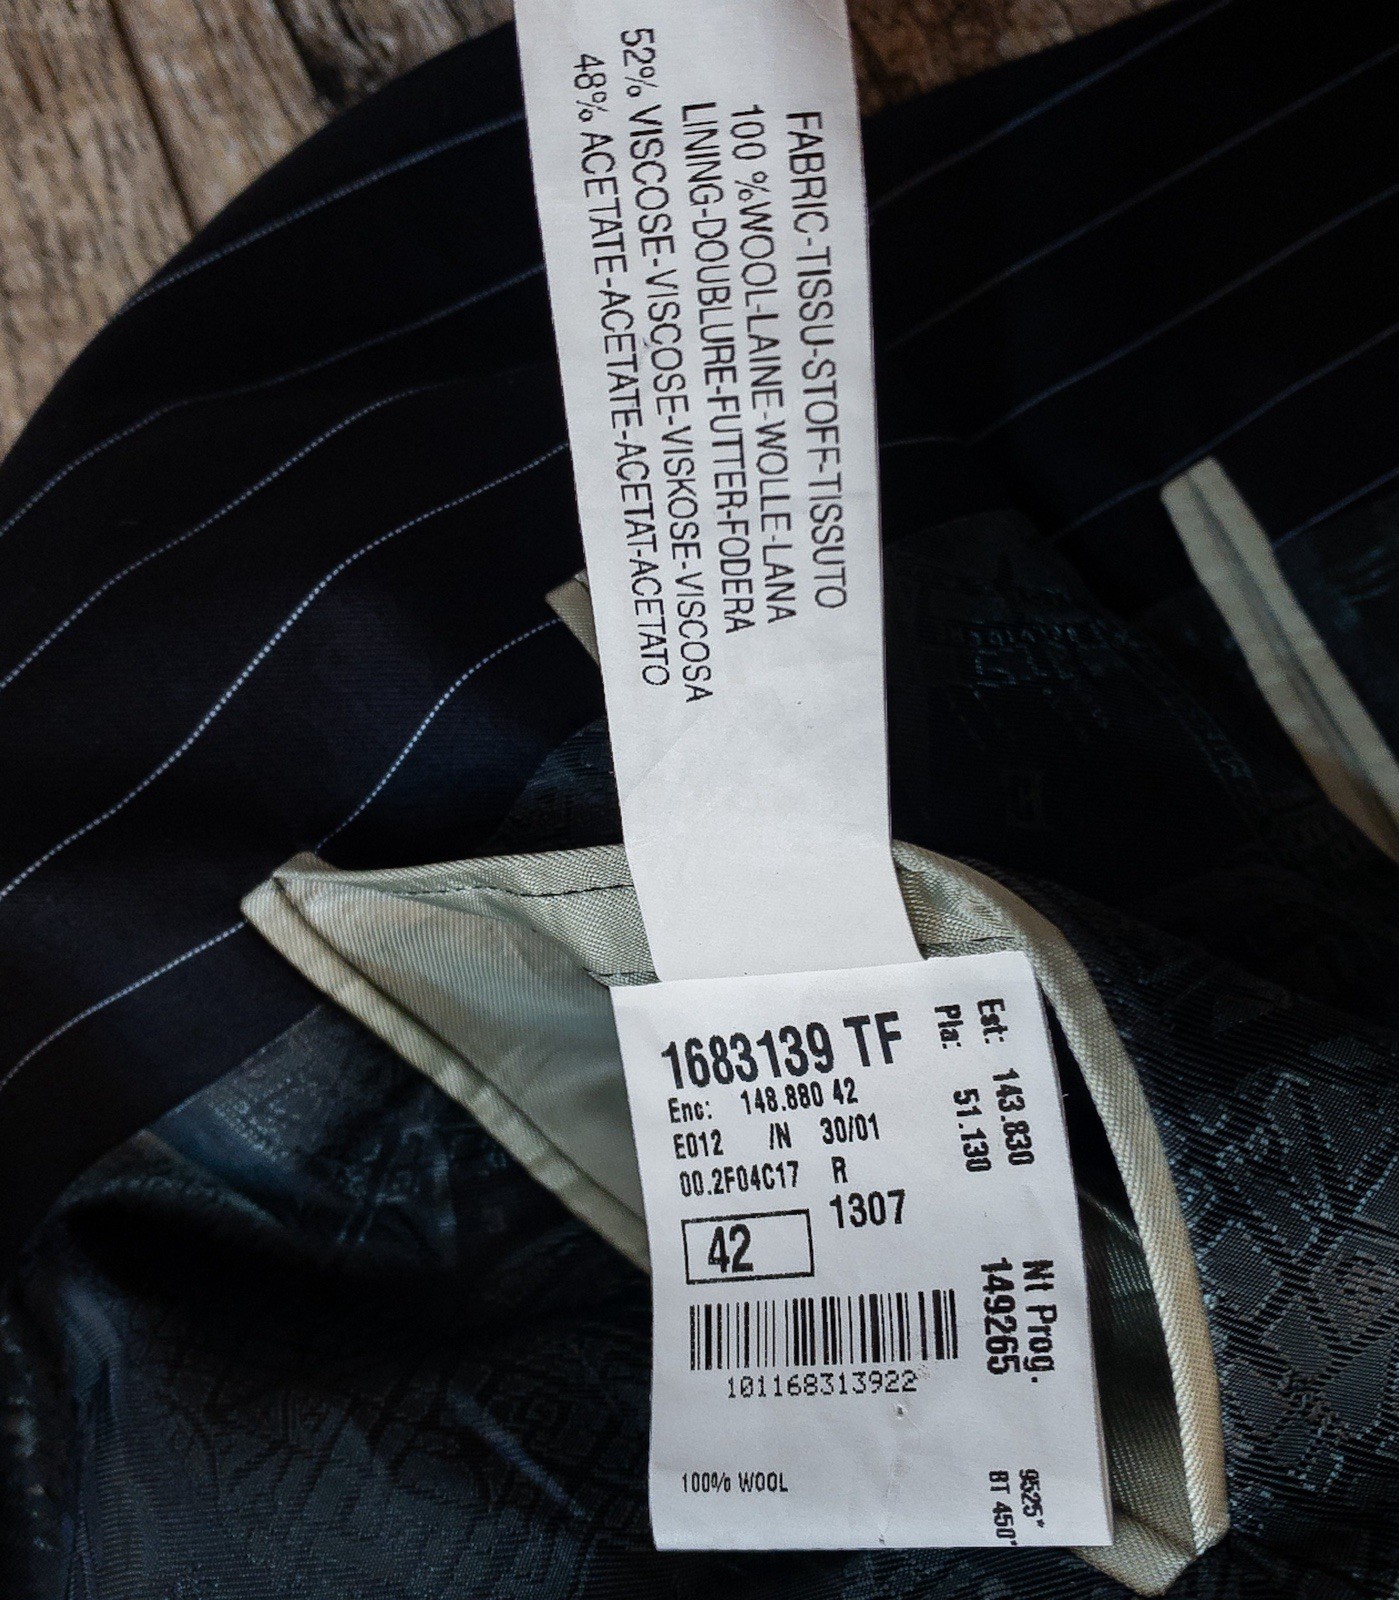 FABRIC-TISSU-STOFF-TISSUTO
100 %WOOL-LAINE-WOLLE-LANA
LINING-DOUBLURE-FUTTER-FODERA
52% VISCOSE-VISCOSE-VISKOSE-VISCOSA
48% ACETATE-ACETATE-ACETAT-ACETATO
1683139 TF
Enc: 148.880 42
E012 /N 30/01
00.2F04C17 R
42 1307
101168313922
100% WOOL
Est: 143.830
Pla: 51.130
Nt Prog.
149265
9525*
BT 450*